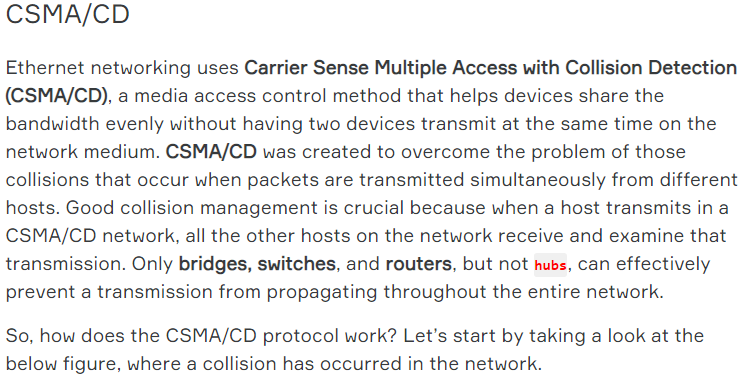 CSMA/CD
Ethernet networking uses Carrier Sense Multiple Access with Collision Detection
(CSMA/CD), a media access control method that helps devices share the
bandwidth evenly without having two devices transmit at the same time on the
network medium. CSMA/CD was created to overcome the problem of those
collisions that occur when packets are transmitted simultaneously from different
hosts. Good collision management is crucial because when a host transmits in a
CSMA/CD network, all the other hosts on the network receive and examine that
transmission. Only bridges, switches, and routers, but not hubs, can effectively
prevent a transmission from propagating throughout the entire network.
So, how does the CSMA/CD protocol work? Let’s start by taking a look at the
below figure, where a collision has occurred in the network.